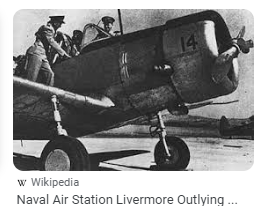 14
w Wikipedia
Naval Air Station Livermore Outlying ...